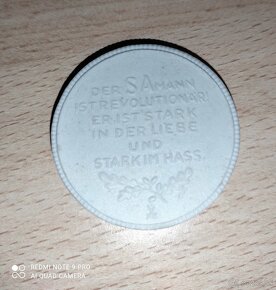 DER SA MANN
IST REVOLUTIONÄR!
ER IST STARK
IN DER LIEBE
UND
STARK IM HASS.
REDMI NOTE 9 PRO
AI QUAD CAMERA